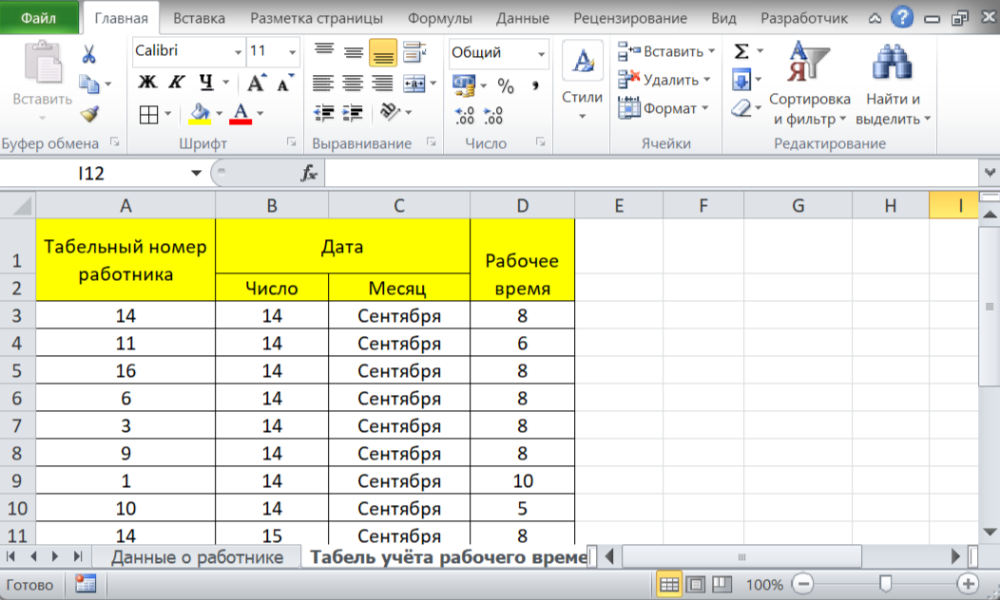 Файл Главная Вставка Разметка страницы Формулы Данные Рецензирование Вид Разработчик
Calibri 11 Общий Вставить
Ж К Ч А А % Удалить
Вставить Стили Формат Сортировка и фильтр Найти и выделить
Буфер обмена Шрифт Выравнивание Число Ячейки Редактирование
I12 fx
A B C D E F G H I
1 Табельный номер работника Дата Рабочее время
2 Число Месяц
3 14 14 Сентября 8
4 11 14 Сентября 6
5 16 14 Сентября 8
6 6 14 Сентября 8
7 3 14 Сентября 8
8 9 14 Сентября 8
9 1 14 Сентября 10
10 10 14 Сентября 5
11 14 15 Сентября 8
Данные о работнике Табель учёта рабочего време
Готово 100%